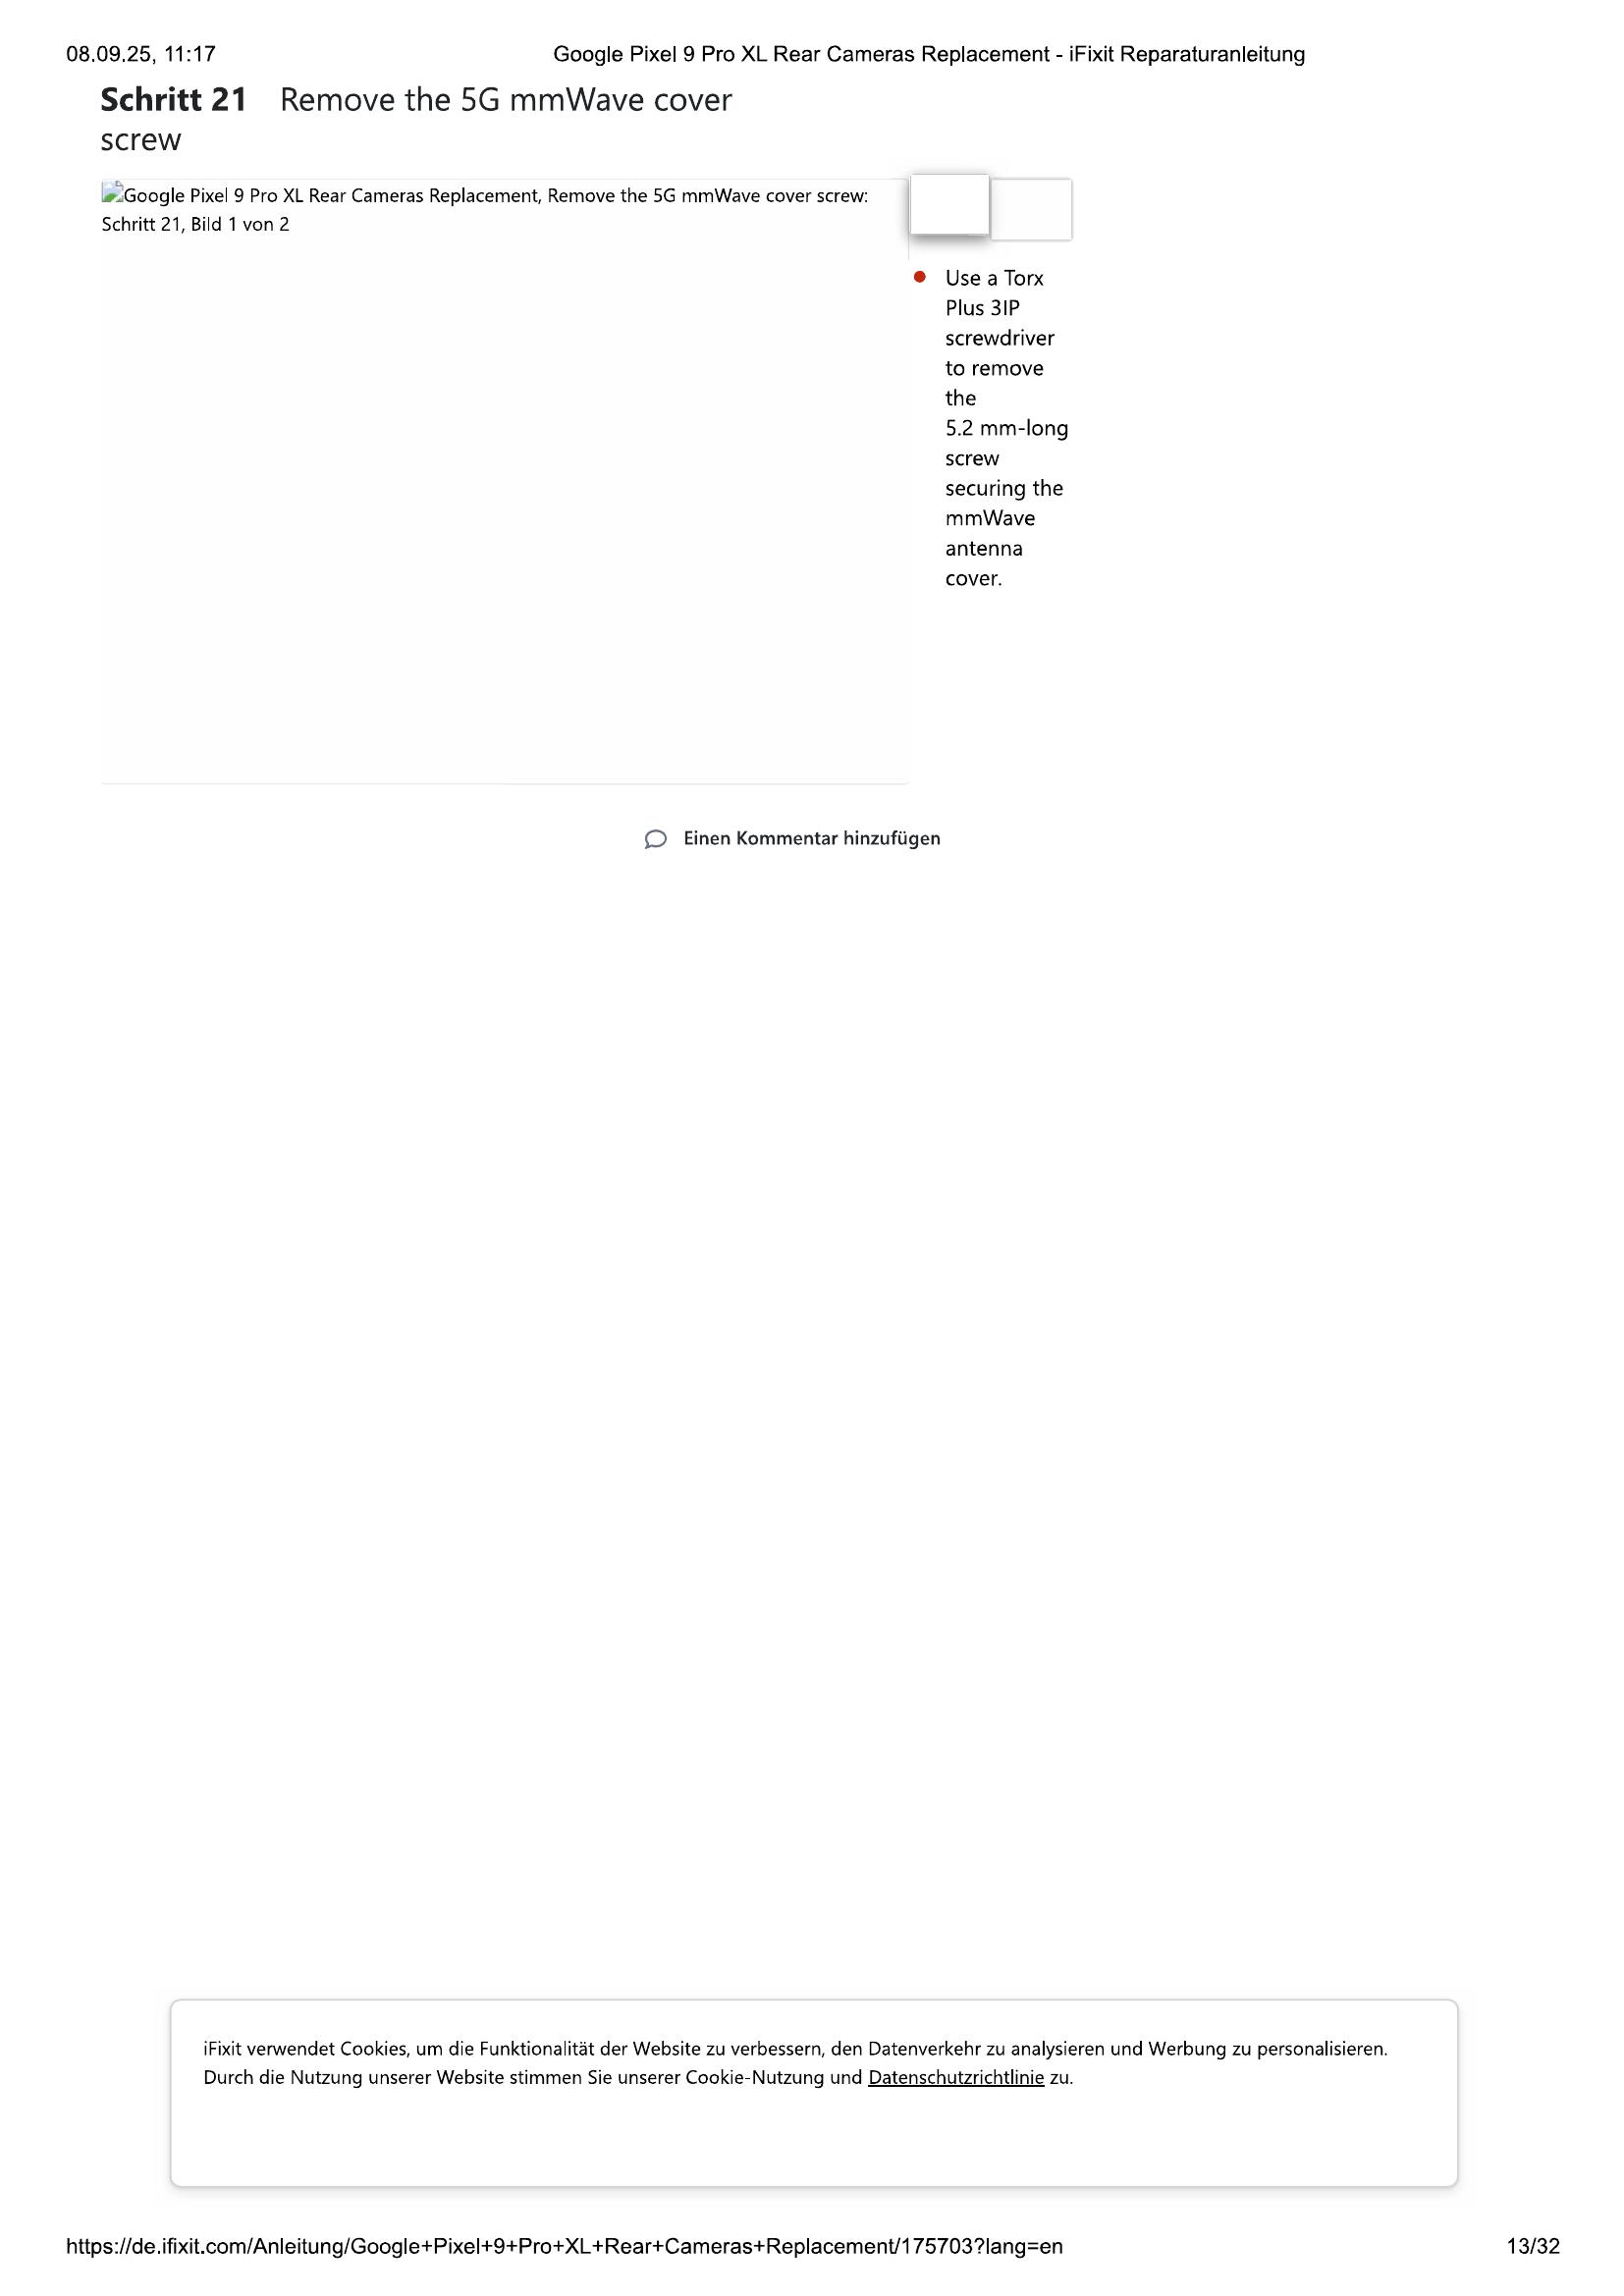 08.09.25, 11:17
Google Pixel 9 Pro XL Rear Cameras Replacement - iFixit Reparaturanleitung
Schritt 21 Remove the 5G mmWave cover
screw
Google Pixel 9 Pro XL Rear Cameras Replacement, Remove the 5G mmWave cover screw:
Schritt 21, Bild 1 von 2
Use a Torx
Plus 3IP
screwdriver
to remove
the
5.2 mm-long
screw
securing the
mmWave
antenna
cover.
Einen Kommentar hinzufügen
iFixit verwendet Cookies, um die Funktionalität der Website zu verbessern, den Datenverkehr zu analysieren und Werbung zu personalisieren.
Durch die Nutzung unserer Website stimmen Sie unserer Cookie-Nutzung und Datenschutzrichtlinie zu.
https://de.ifixit.com/Anleitung/Google+Pixel+9+Pro+XL+Rear+Cameras+Replacement/175703?lang=en
13/32